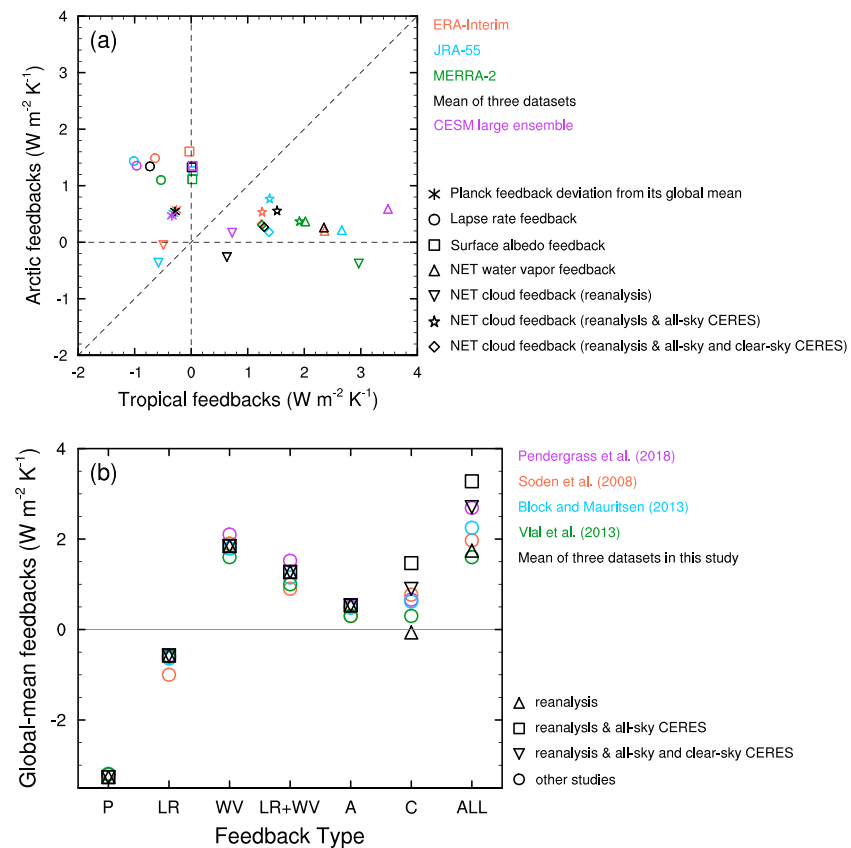 (a)
4
3
2
1
0
-1
-2
-2 -1 0 1 2 3 4
Arctic feedbacks (W m⁻² K⁻¹)
Tropical feedbacks (W m⁻² K⁻¹)
ERA-Interim
JRA-55
MERRA-2
Mean of three datasets
CESM large ensemble
Planck feedback deviation from its global mean
Lapse rate feedback
Surface albedo feedback
NET water vapor feedback
NET cloud feedback (reanalysis)
NET cloud feedback (reanalysis & all-sky CERES)
NET cloud feedback (reanalysis & all-sky and clear-sky CERES)
(b)
4
2
0
-2
P LR WV LR+WV A C ALL
Global-mean feedbacks (W m⁻² K⁻¹)
Feedback Type
Pendergrass et al. (2018)
Soden et al. (2008)
Block and Mauritsen (2013)
Vial et al. (2013)
Mean of three datasets in this study
reanalysis
reanalysis & all-sky CERES
reanalysis & all-sky and clear-sky CERES
other studies